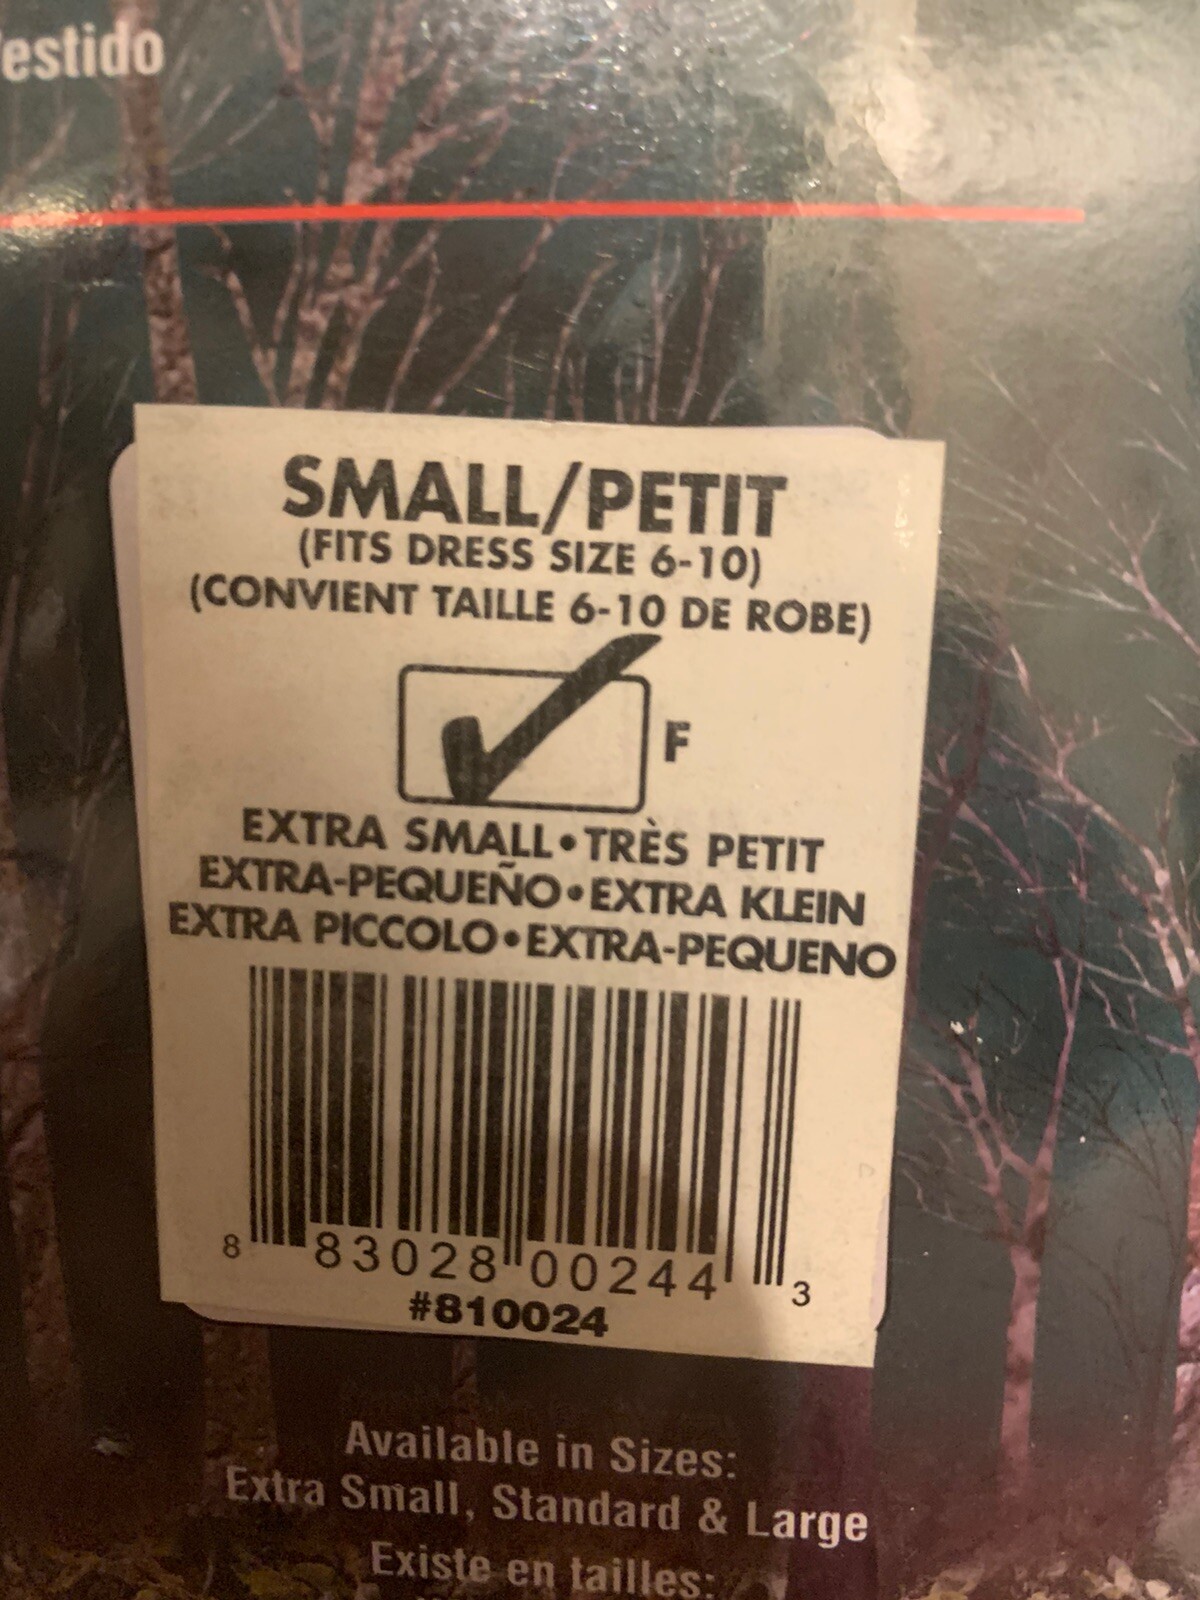 estido
SMALL/PETIT
(FITS DRESS SIZE 6-10)
(CONVIENT TAILLE 6-10 DE ROBE)
F
EXTRA SMALL • TRÈS PETIT
EXTRA-PEQUEÑO • EXTRA KLEIN
EXTRA PICCOLO • EXTRA-PEQUENO
8 83028 00244 3
#810024
Available in Sizes:
Extra Small, Standard & Large
Existe en tailles: